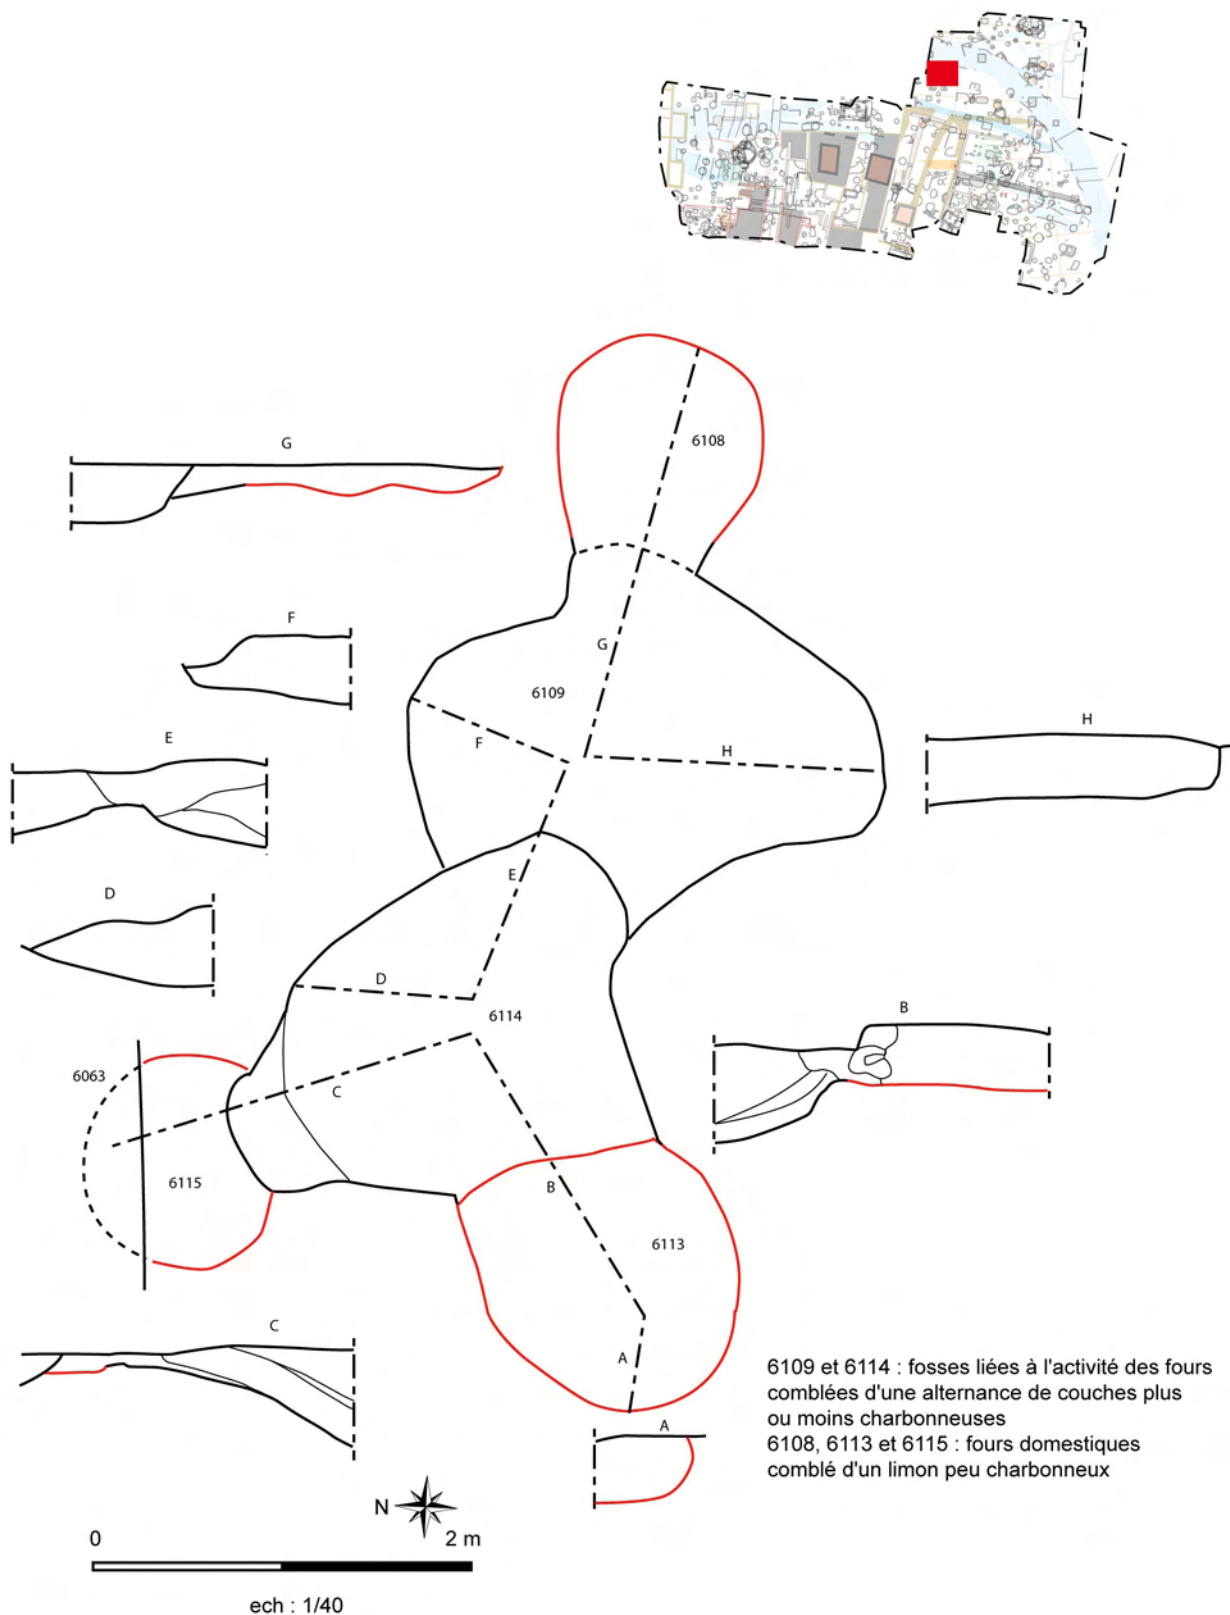 6108
G
G
F
6109
F
H
H
E
E
D
D
6114
B
6063
C
6115
B
6113
C
A
A
6109 et 6114 : fosses liées à l'activité des fours
comblées d'une alternance de couches plus
ou moins charbonneuses
6108, 6113 et 6115 : fours domestiques
comblé d'un limon peu charbonneux
N
0 2 m
ech : 1/40